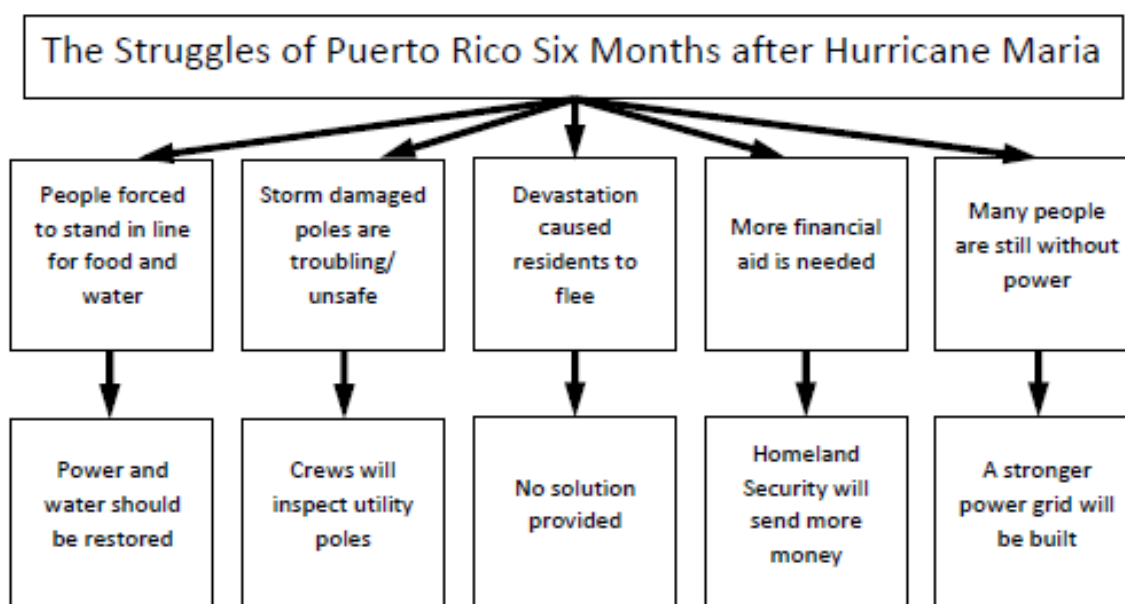 The Struggles of Puerto Rico Six Months after Hurricane Maria
People forced
to stand in line
for food and
water
Storm damaged
poles are
troubling/
unsafe
Devastation
caused
residents to
flee
More financial
aid is needed
Many people
are still without
power
Power and
water should
be restored
Crews will
inspect utility
poles
No solution
provided
Homeland
Security will
send more
money
A stronger
power grid will
be built